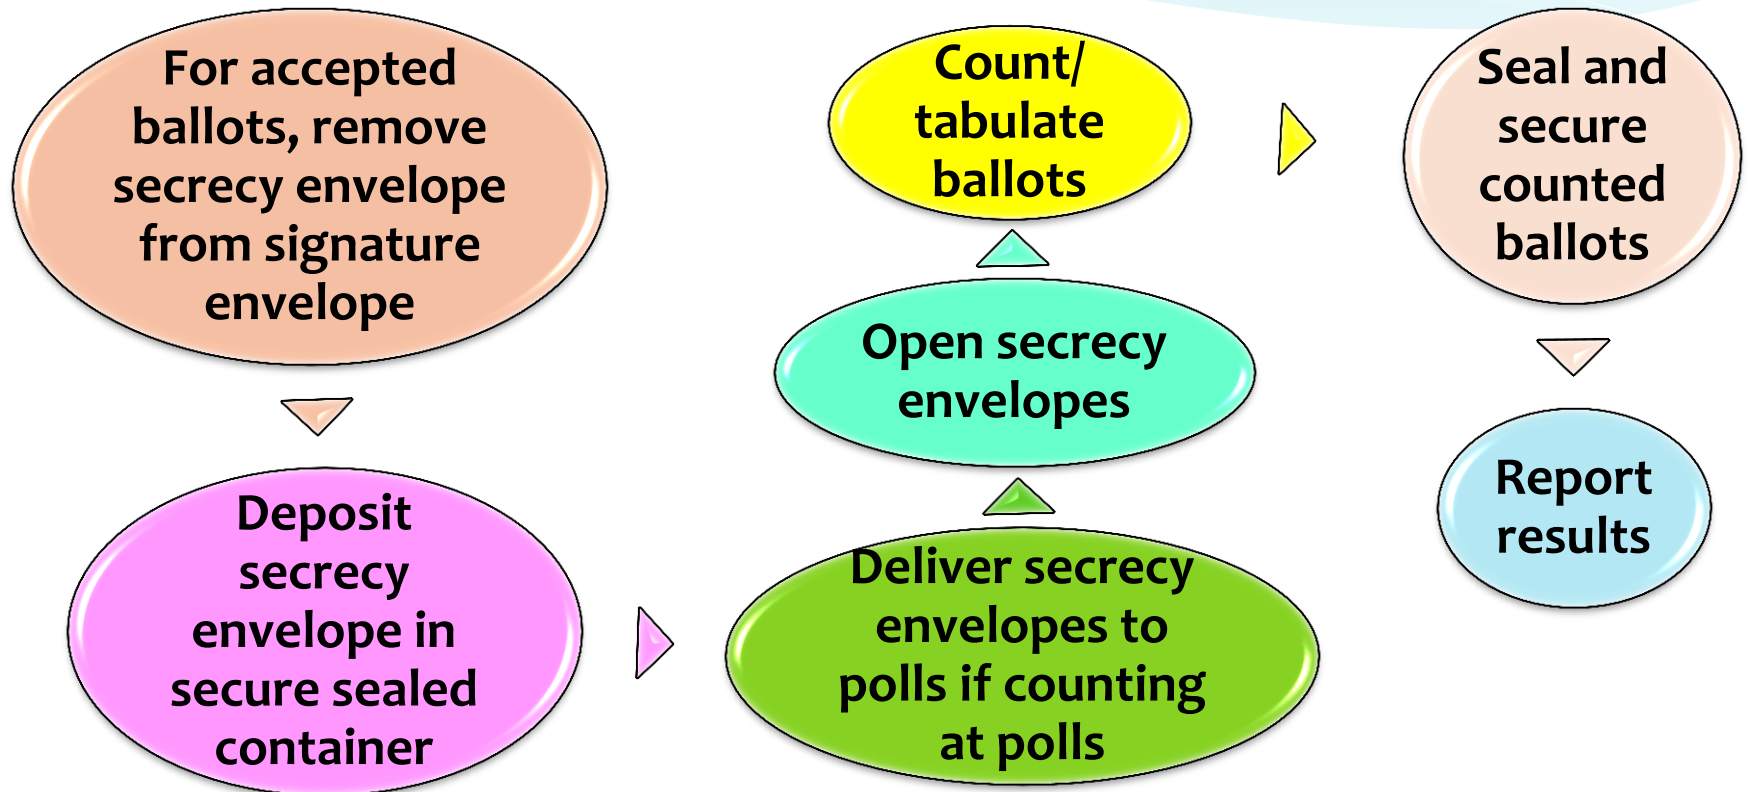 For accepted
ballots, remove
secrecy envelope
from signature
envelope
Deposit
secrecy
envelope in
secure sealed
container
Deliver secrecy
envelopes to
polls if counting
at polls
Open secrecy
envelopes
Count/
tabulate
ballots
Seal and
secure
counted
ballots
Report
results